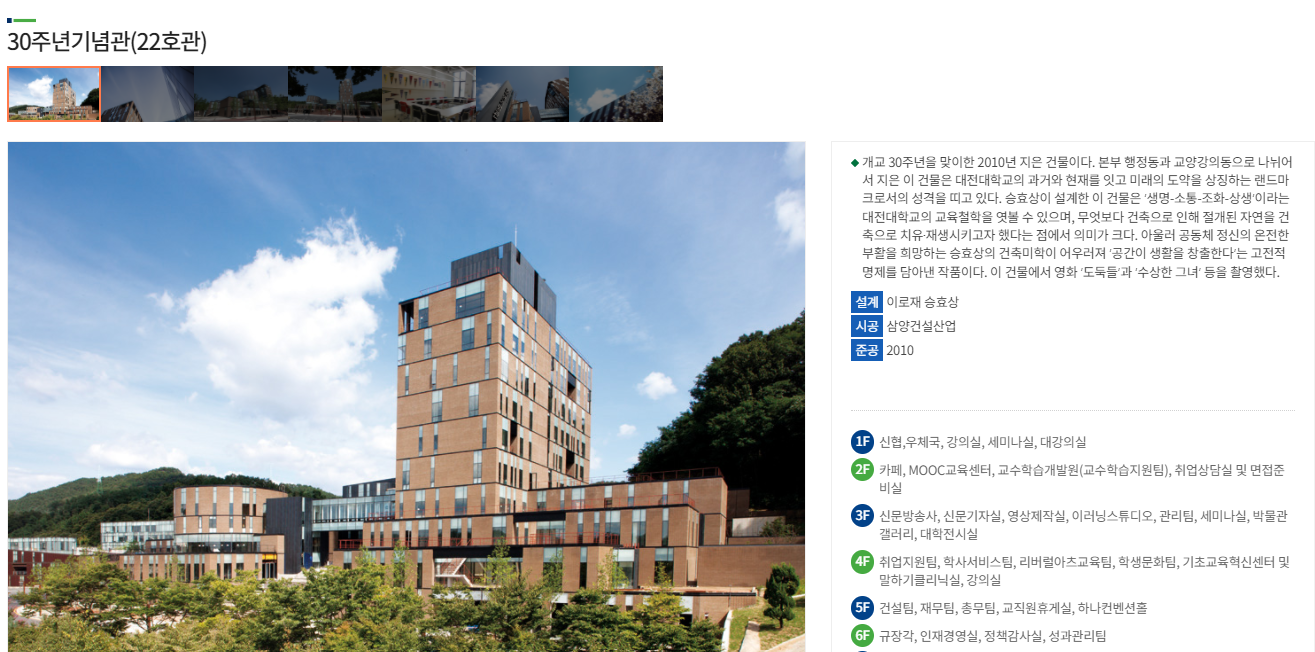 30주년기념관(22호관)
◆ 개교 30주년을 맞이한 2010년 지은 건물이다. 본부 행정동과 교양강의동으로 나뉘어
서 지은 이 건물은 대전대학교의 과거와 현재를 잇고 미래의 도약을 상징하는 랜드마
크로서의 성격을 띠고 있다. 승효상이 설계한 이 건물은 '생명-소통-조화-상생'이라는
대전대학교의 교육철학을 엿볼 수 있으며, 무엇보다 건축으로 인해 절개된 자연을 건
축으로 치유·재생시키고자 했다는 점에서 의미가 크다. 아울러 공동체 정신의 온전한
부활을 희망하는 승효상의 건축미학이 어우러져 '공간이 생활을 창출한다'는 고전적
명제를 담아낸 작품이다. 이 건물에서 영화 '도둑들'과 '수상한 그녀' 등을 촬영했다.
설계 이로재 승효상
시공 삼양건설산업
준공 2010
1F 신협,우체국, 강의실, 세미나실, 대강의실
2F 카페, MOOC교육센터, 교수학습개발원(교수학습지원팀), 취업상담실 및 면접준
비실
3F 신문방송사, 신문기자실, 영상제작실, 이러닝스튜디오, 관리팀, 세미나실, 박물관
갤러리, 대학전시실
4F 취업지원팀, 학사서비스팀, 리버럴아츠교육팀, 학생문화팀, 기초교육혁신센터 및
말하기클리닉실, 강의실
5F 건설팀, 재무팀, 총무팀, 교직원휴게실, 하나컨벤션홀
6F 규장각, 인재경영실, 정책감사실, 성과관리팀